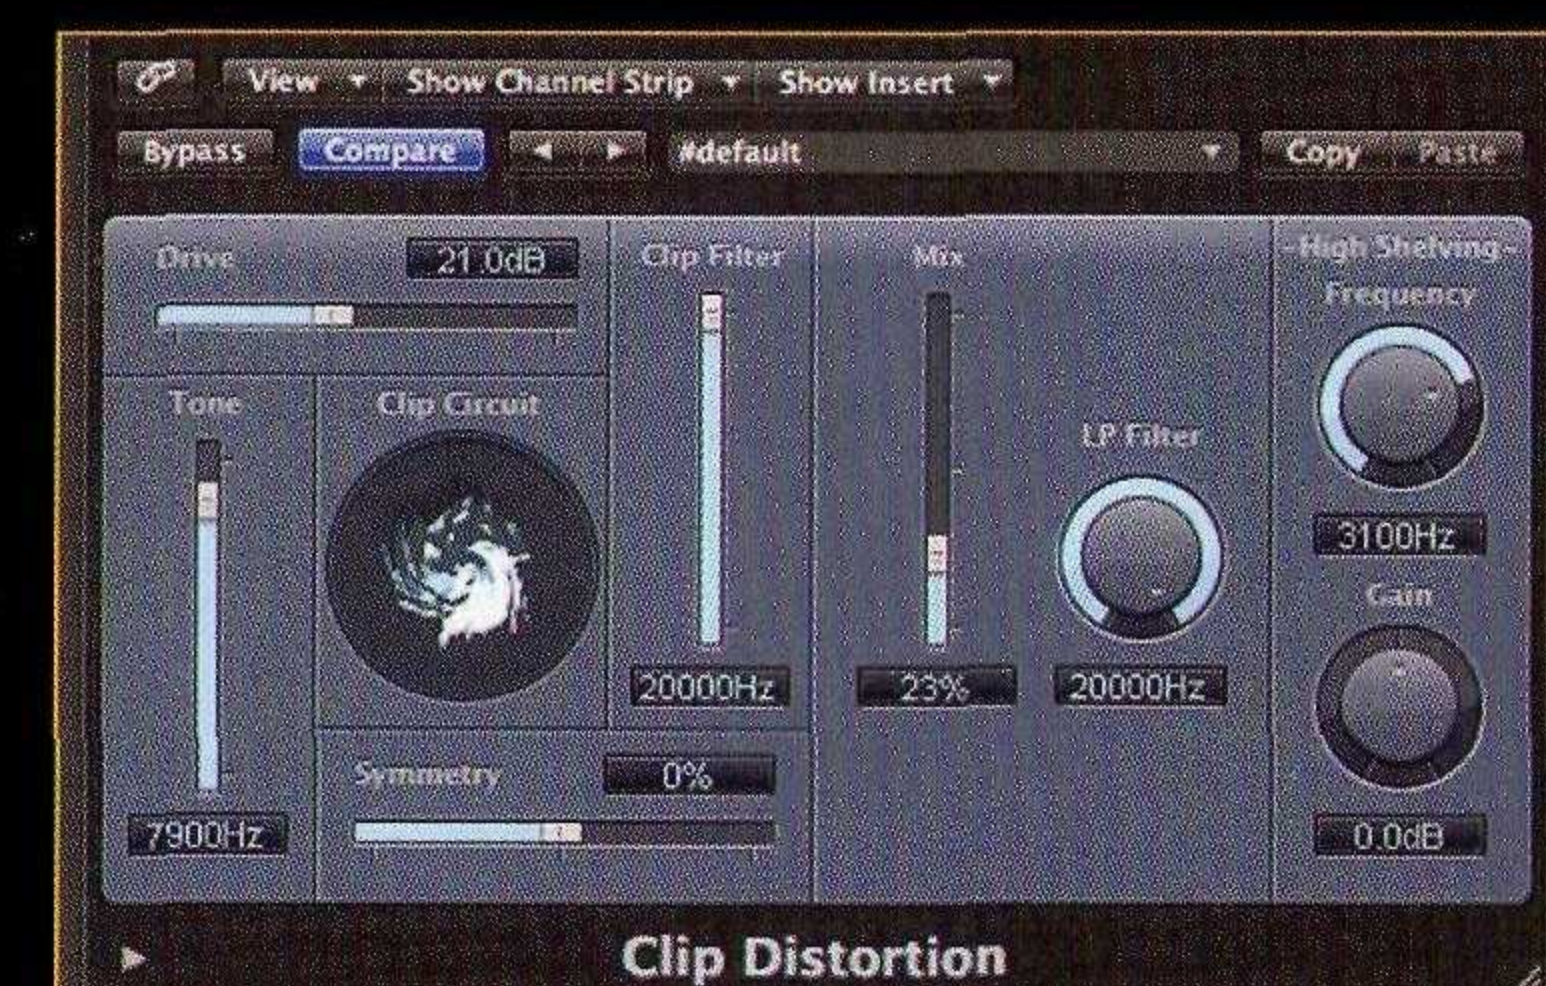 View Show Channel Strip Show Insert
Bypass Compare #default Copy Paste
Drive 21.0dB
Clip Filter
Mix
-High Shelving-
Frequency
Tone
Clip Circuit
LP Filter
3100Hz
Gain
20000Hz
23%
20000Hz
Symmetry 0%
7900Hz
0.0dB
Clip Distortion